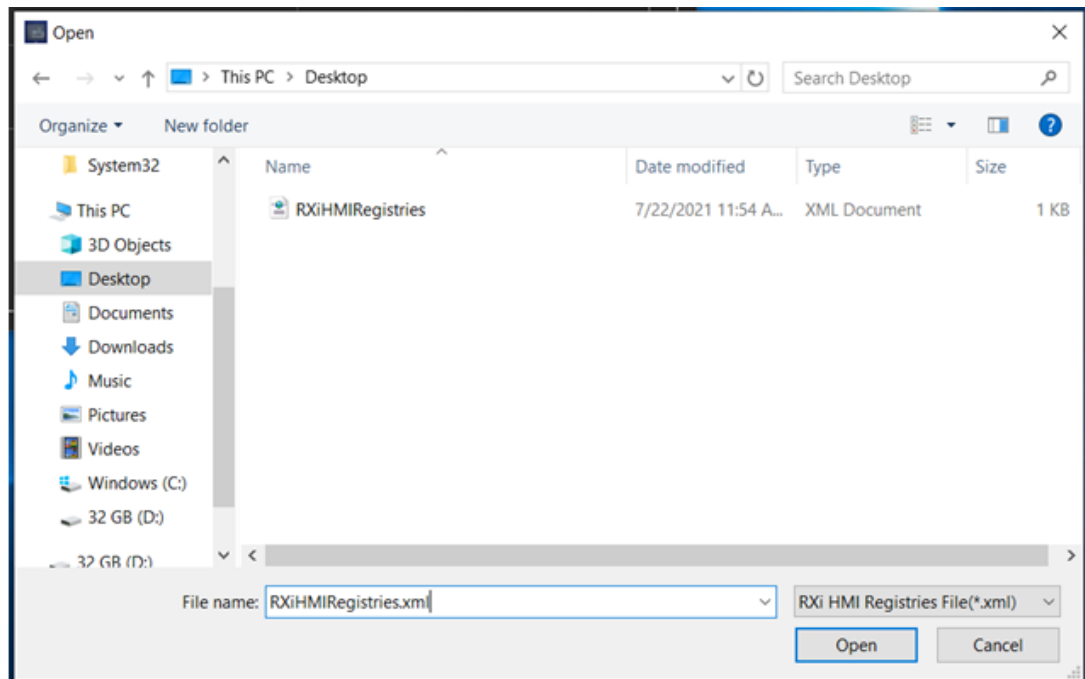 Open
This PC > Desktop
Search Desktop
Organize
New folder
?
System32
This PC
3D Objects
Desktop
Documents
Downloads
Music
Pictures
Videos
Windows (C:)
32 GB (D:)
32 GB (D:)
Name Date modified Type Size
RXiHMIRegistries 7/22/2021 11:54 A... XML Document 1 KB
File name: RXiHMIRegistries.xml RXi HMI Registries File(*.xml)
Open Cancel